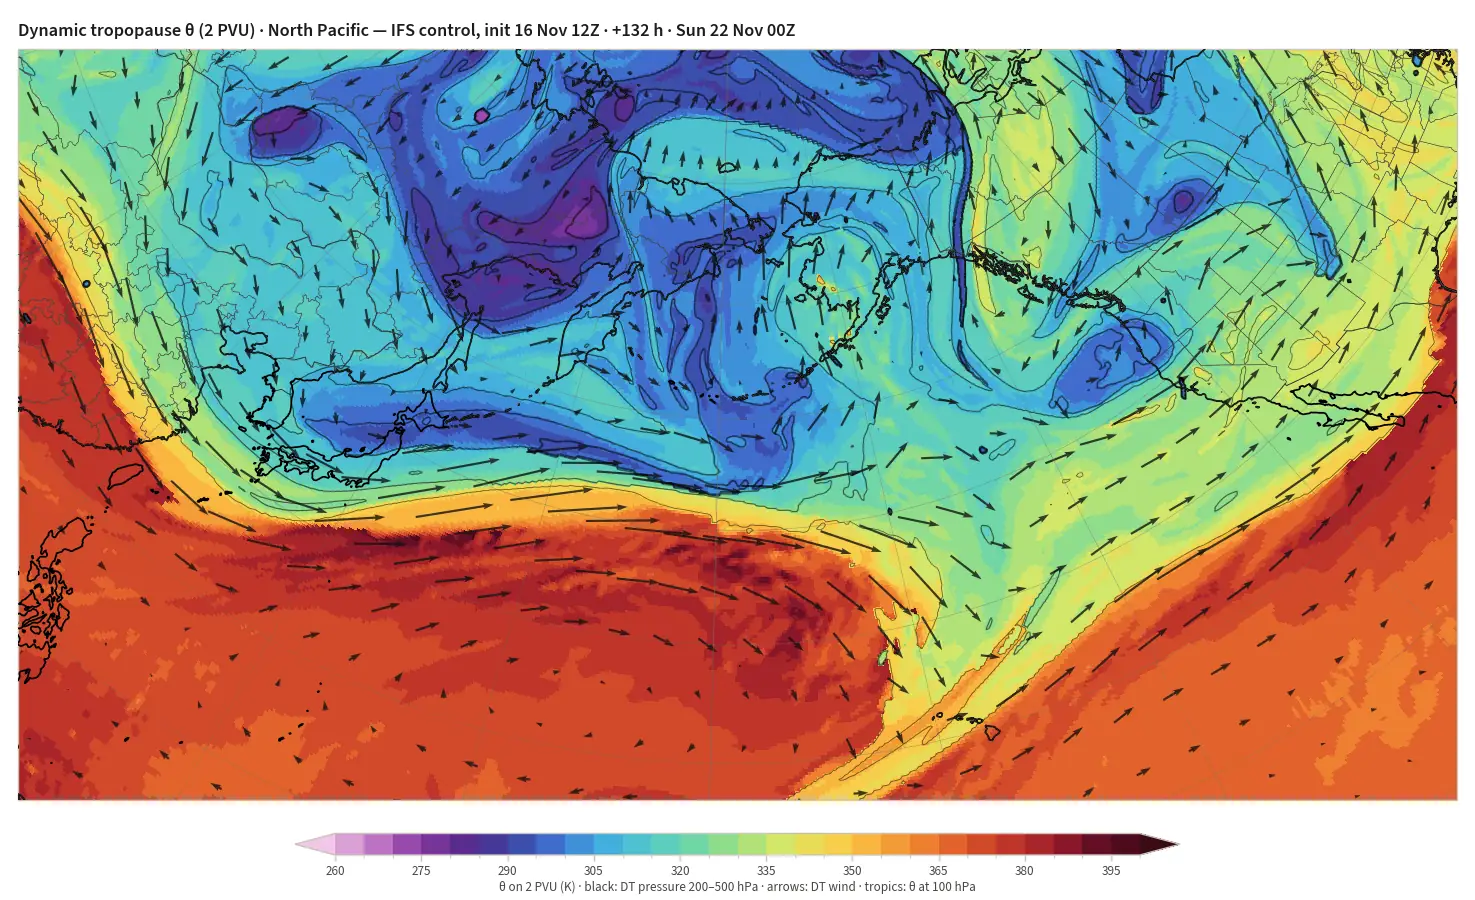 Dynamic tropopause θ (2 PVU) · North Pacific — IFS control, init 16 Nov 12Z · +132 h · Sun 22 Nov 00Z
260 275 290 305 320 335 350 365 380 395
θ on 2 PVU (K) · black: DT pressure 200–500 hPa · arrows: DT wind · tropics: θ at 100 hPa